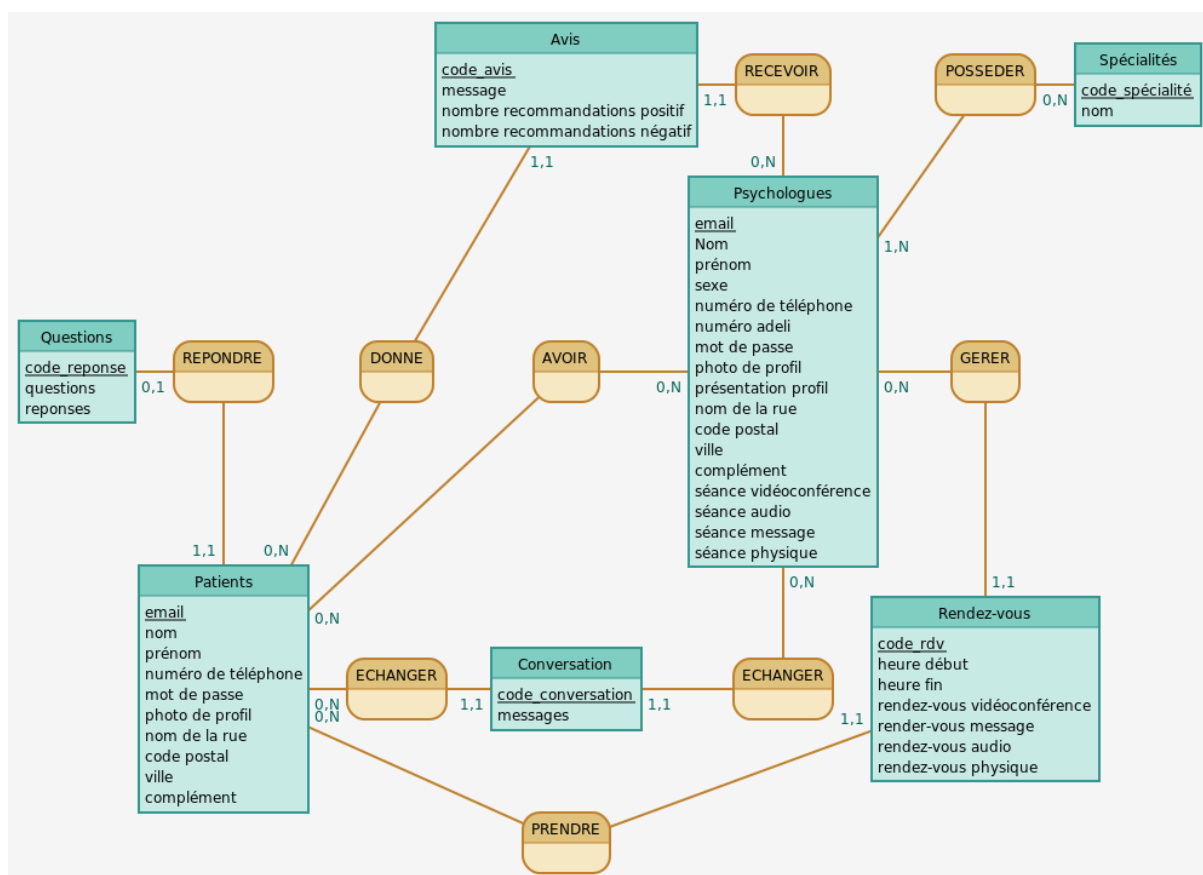 Avis
code_avis
message
nombre recommandations positif
nombre recommandations négatif
1,1
RECEVOIR
0,N
1,1
POSSEDER
0,N
1,N
Spécialités
code_spécialité
nom
Psychologues
email
Nom
prénom
sexe
numéro de téléphone
numéro adeli
mot de passe
photo de profil
présentation profil
nom de la rue
code postal
ville
complément
séance vidéoconférence
séance audio
séance message
séance physique
Questions
code_reponse
questions
reponses
0,1
REPONDRE
1,1
DONNE
0,N
AVOIR
0,N
0,N
0,N
GERER
1,1
Patients
email
nom
prénom
numéro de téléphone
mot de passe
photo de profil
nom de la rue
code postal
ville
complément
0,N
0,N
ECHANGER
1,1
Conversation
code_conversation
messages
1,1
ECHANGER
0,N
Rendez-vous
code_rdv
heure début
heure fin
rendez-vous vidéoconférence
render-vous message
rendez-vous audio
rendez-vous physique
1,1
PRENDRE